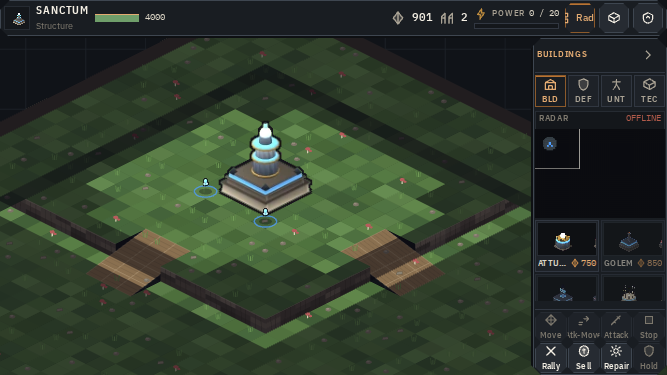 SANCTUM
Structure
4000
901
2
POWER 0 / 20
Rad
BUILDINGS
BLD DEF UNT TEC
RADAR OFFLINE
ATTU... 750
GOLEM 850
Move Atk-Move Attack Stop
Rally Sell Repair Hold